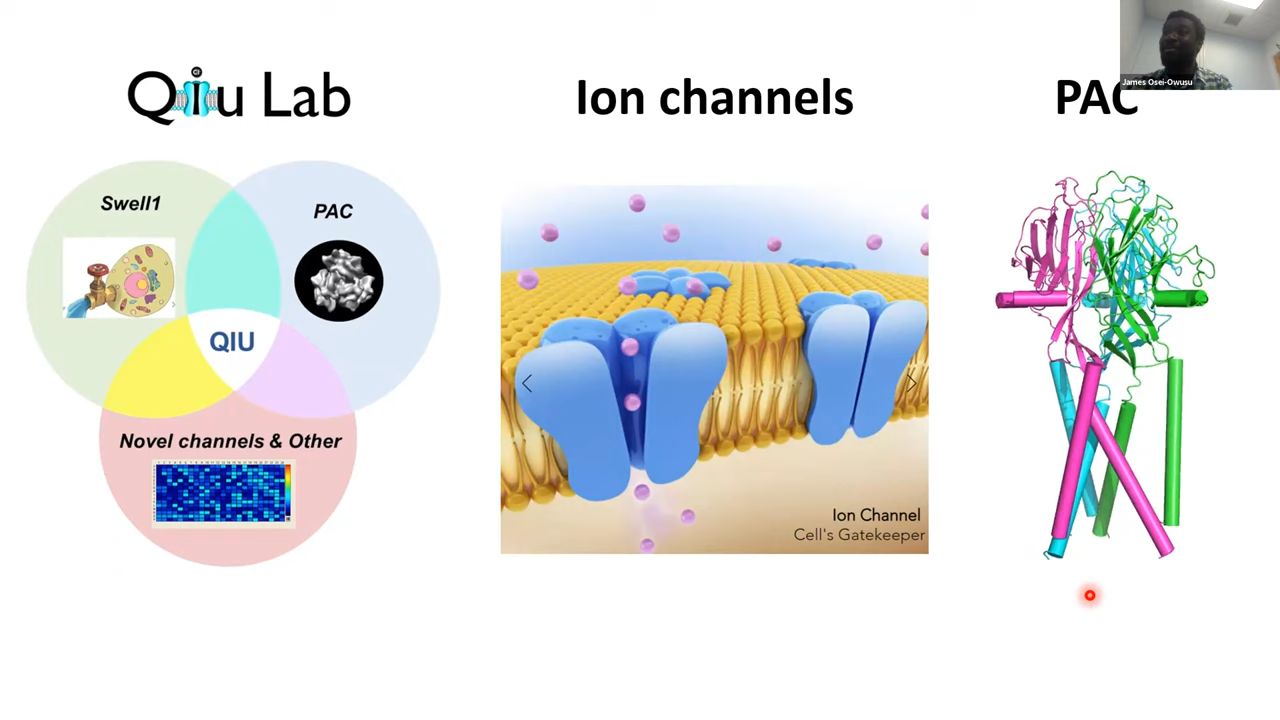 Qiu Lab
Ion channels
PAC
James Osei-Owusu
Swell1
PAC
QIU
Novel channels & Other
Ion Channel
Cell's Gatekeeper